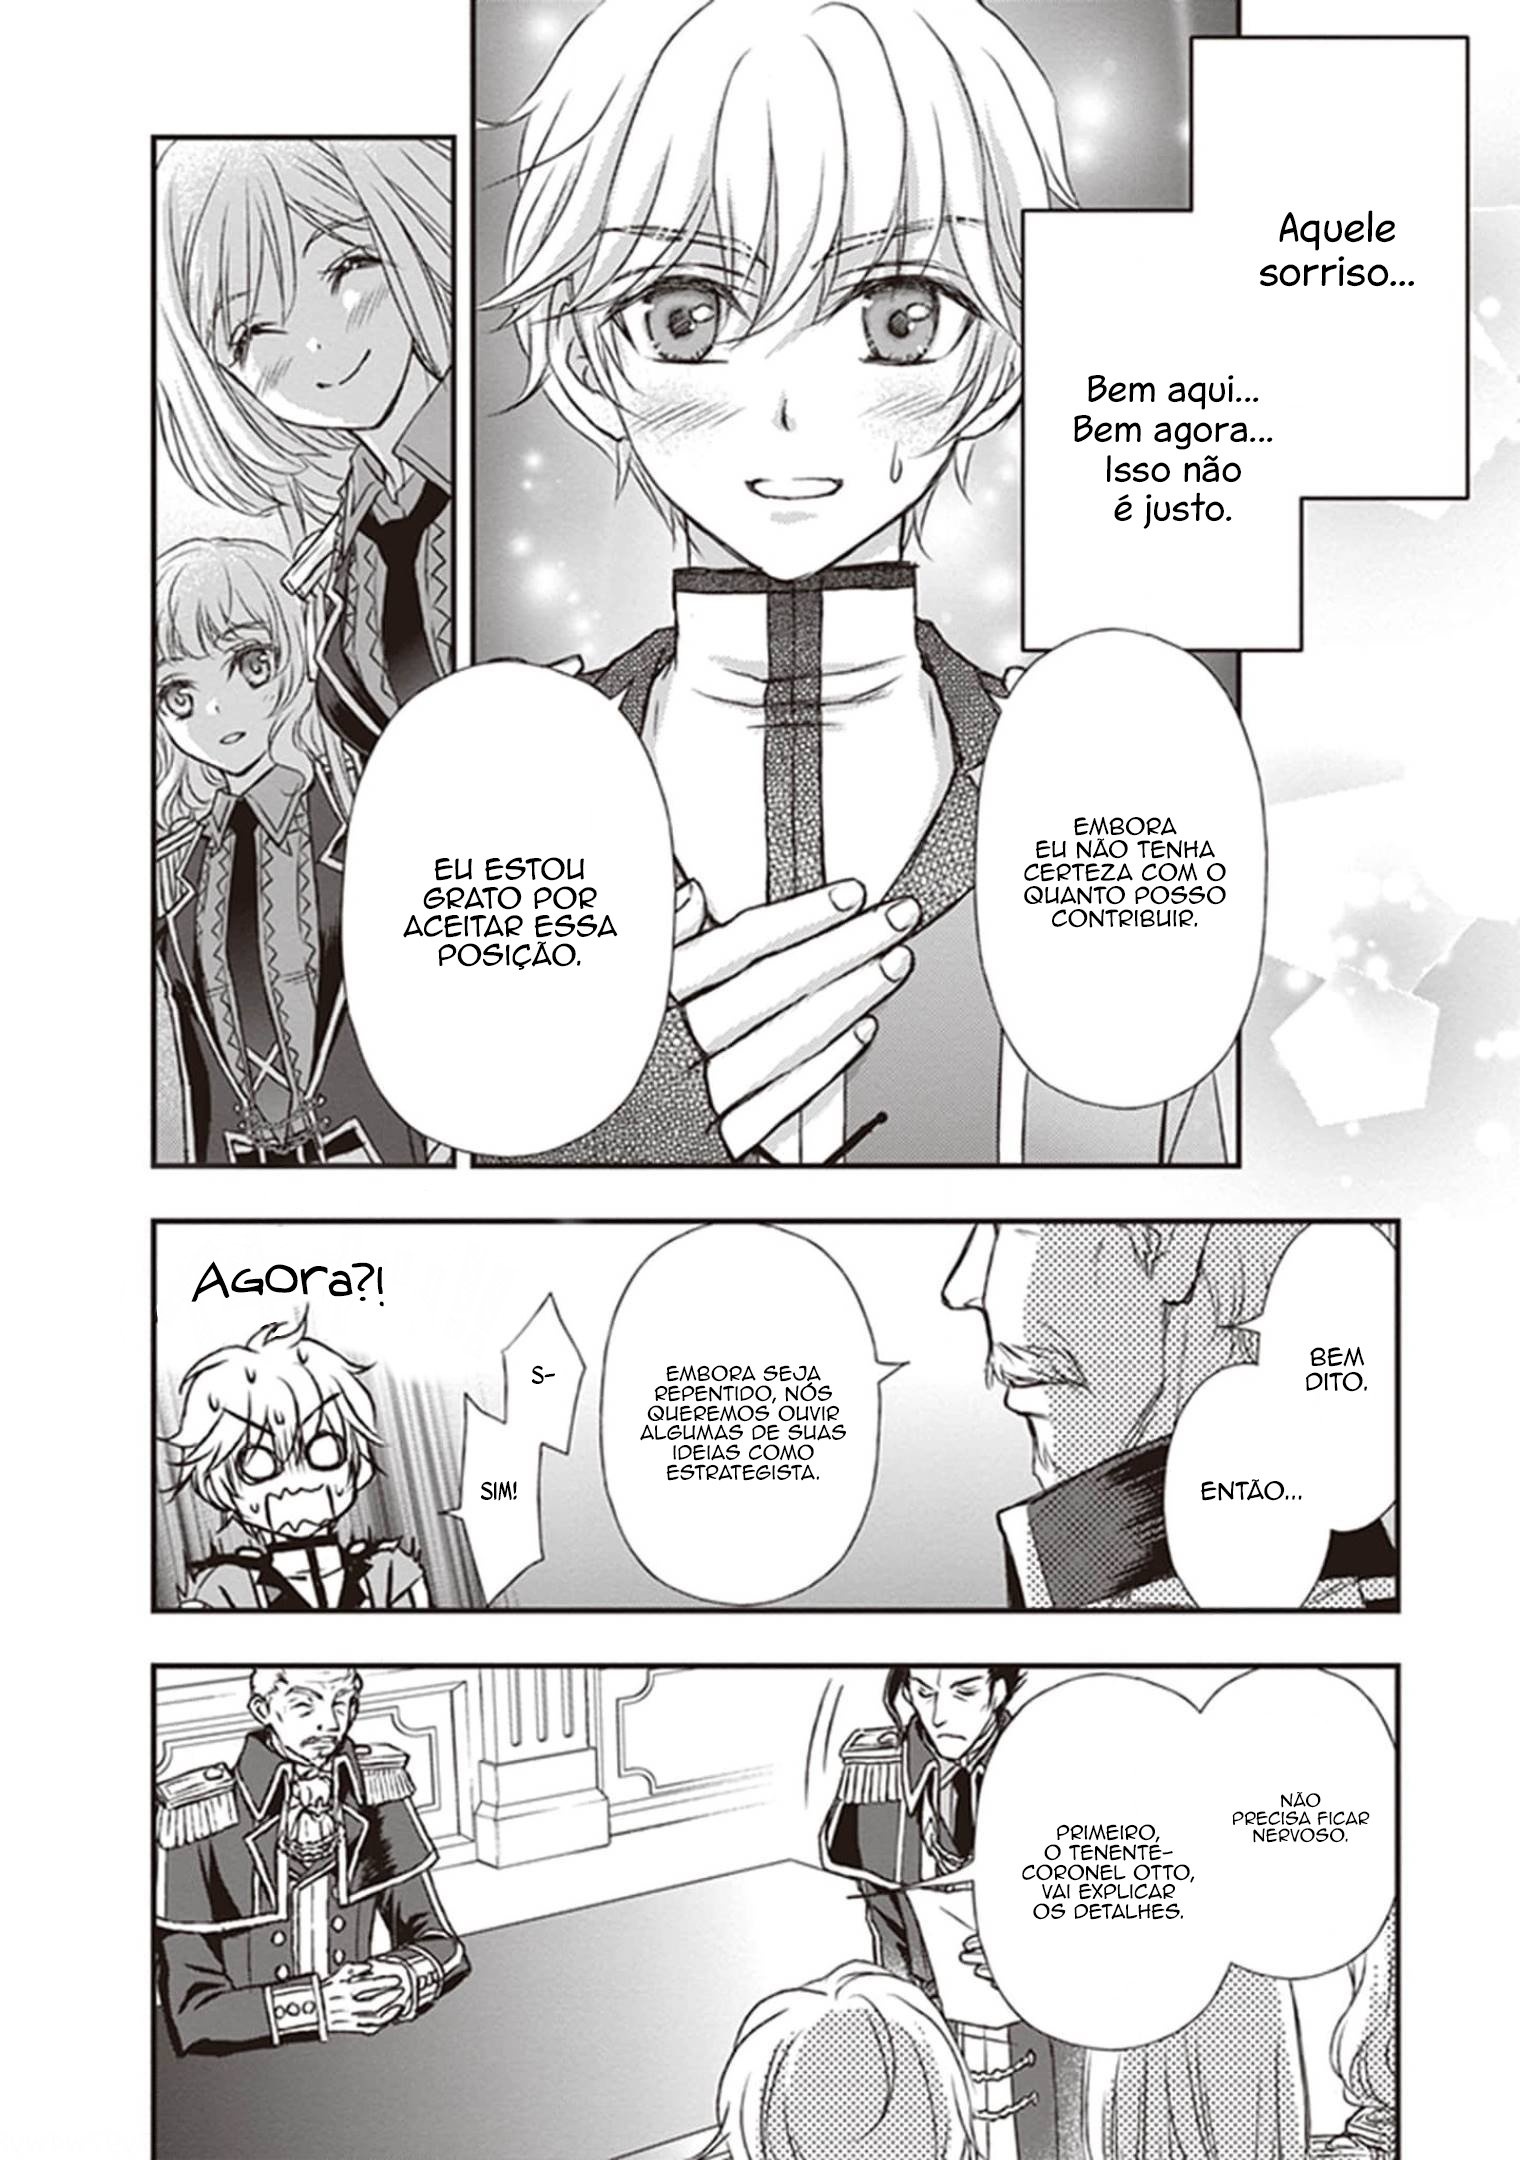 Aquele
sorriso...
Bem aqui...
Bem agora...
Isso não
é justo.
EMBORA
EU NÃO TENHA
CERTEZA COM O
QUANTO POSSO
CONTRIBUIR.
EU ESTOU
GRATO POR
ACEITAR ESSA
POSIÇÃO.
BEM
DITO.
ENTÃO...
EMBORA SEJA
REPENTIDO, NÓS
QUEREMOS OUVIR
ALGUMAS DE SUAS
IDEIAS COMO
ESTRATEGISTA.
S-
SIM!
Agora?!
NÃO
PRECISA FICAR
NERVOSO.
PRIMEIRO,
O TENENTE-
CORONEL OTTO,
VAI EXPLICAR
OS DETALHES.